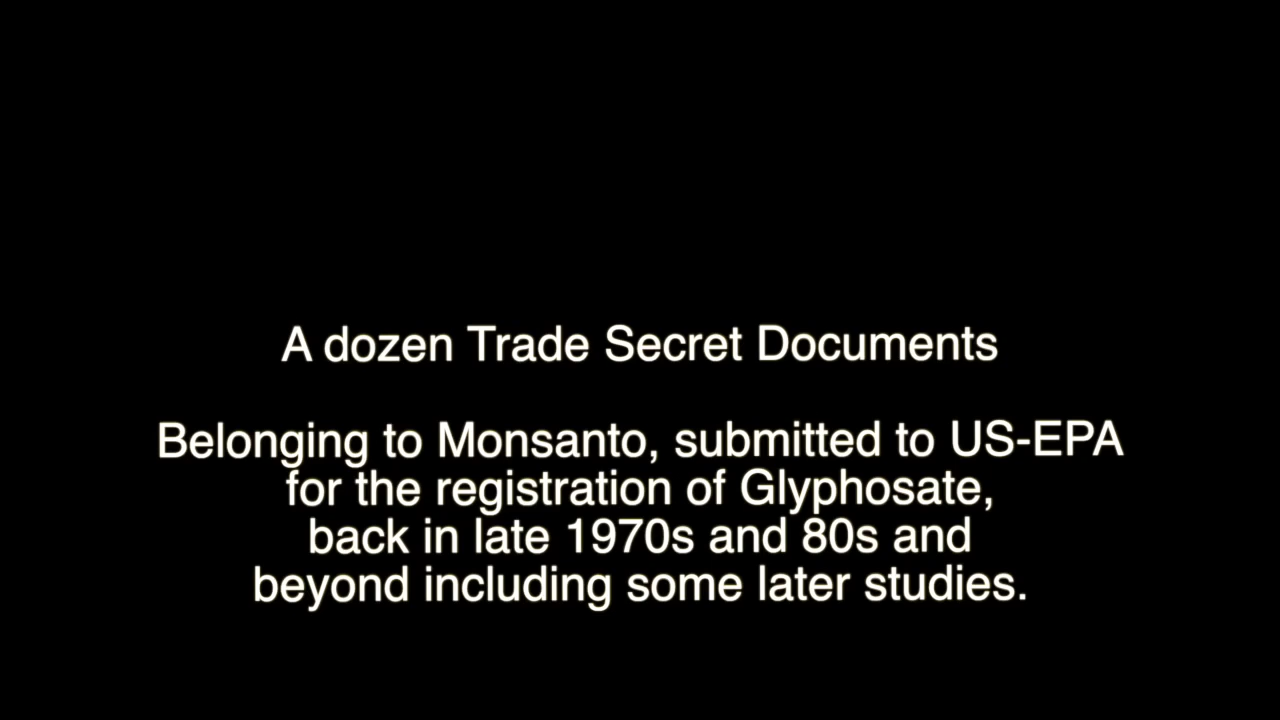 A dozen Trade Secret Documents
Belonging to Monsanto, submitted to US-EPA
for the registration of Glyphosate,
back in late 1970s and 80s and
beyond including some later studies.